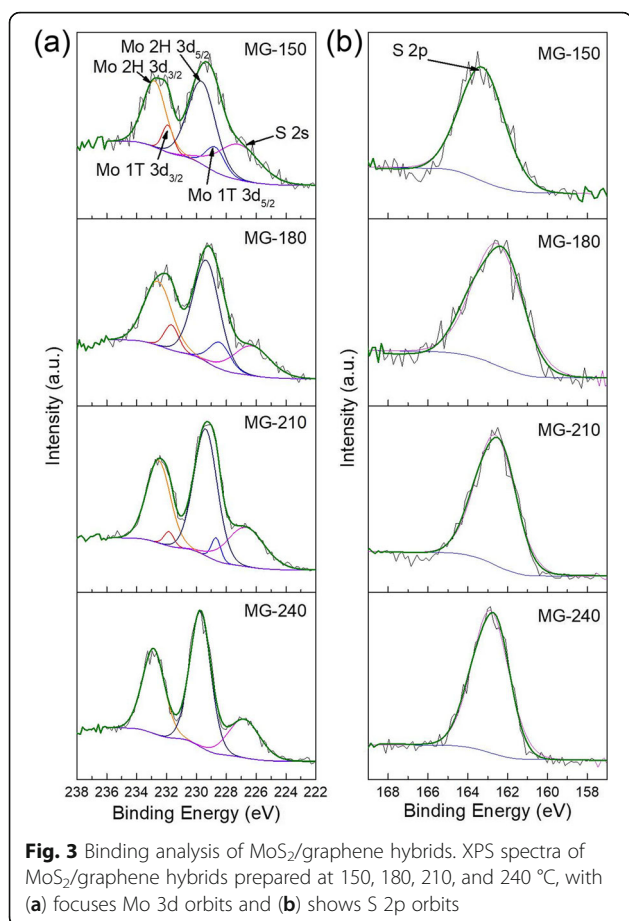 (a)
Mo 2H 3d5/2
MG-150
Mo 2H 3d3/2
S 2s
Mo 1T 3d3/2
Mo 1T 3d5/2
MG-180
MG-210
MG-240
Intensity (a.u.)
238 236 234 232 230 228 226 224 222
Binding Energy (eV)
(b)
MG-150
S 2p
MG-180
MG-210
MG-240
Intensity (a.u.)
168 166 164 162 160 158
Binding Energy (eV)
Fig. 3 Binding analysis of MoS2/graphene hybrids. XPS spectra of
MoS2/graphene hybrids prepared at 150, 180, 210, and 240 °C, with
(a) focuses Mo 3d orbits and (b) shows S 2p orbits